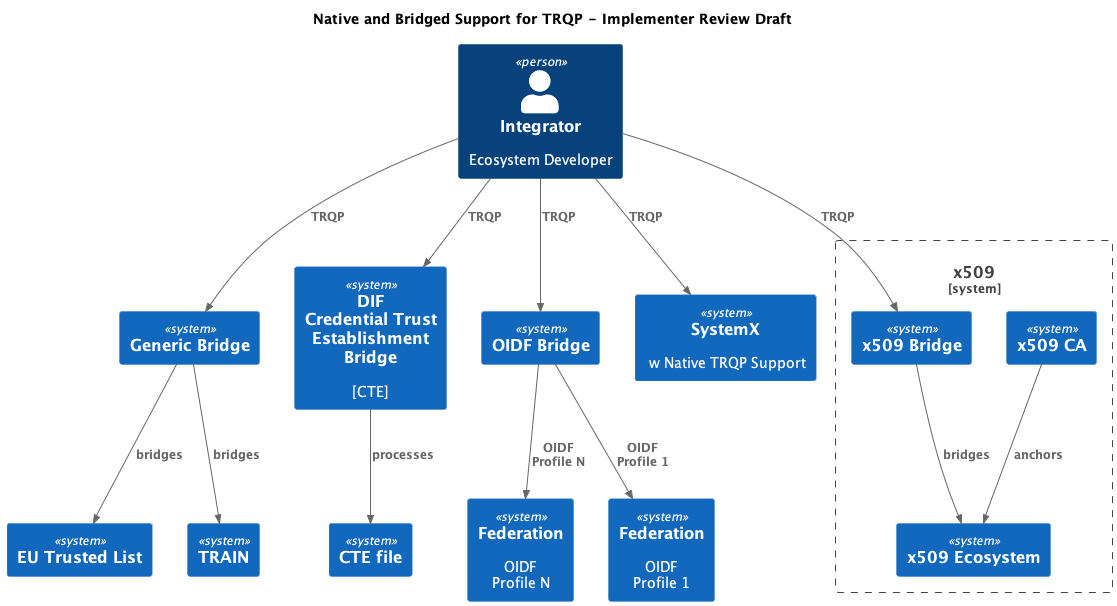 Native and Bridged Support for TRQP - Implementer Review Draft
«person»
Integrator
Ecosystem Developer
TRQP
TRQP
TRQP
TRQP
TRQP
«system»
Generic Bridge
«system»
DIF
Credential Trust
Establishment
Bridge
[CTE]
«system»
OIDF Bridge
«system»
SystemX
w Native TRQP Support
x509
[system]
«system»
x509 Bridge
«system»
x509 CA
bridges
bridges
processes
OIDF
Profile N
OIDF
Profile 1
bridges
anchors
«system»
EU Trusted List
«system»
TRAIN
«system»
CTE file
«system»
Federation
OIDF
Profile N
«system»
Federation
OIDF
Profile 1
«system»
x509 Ecosystem